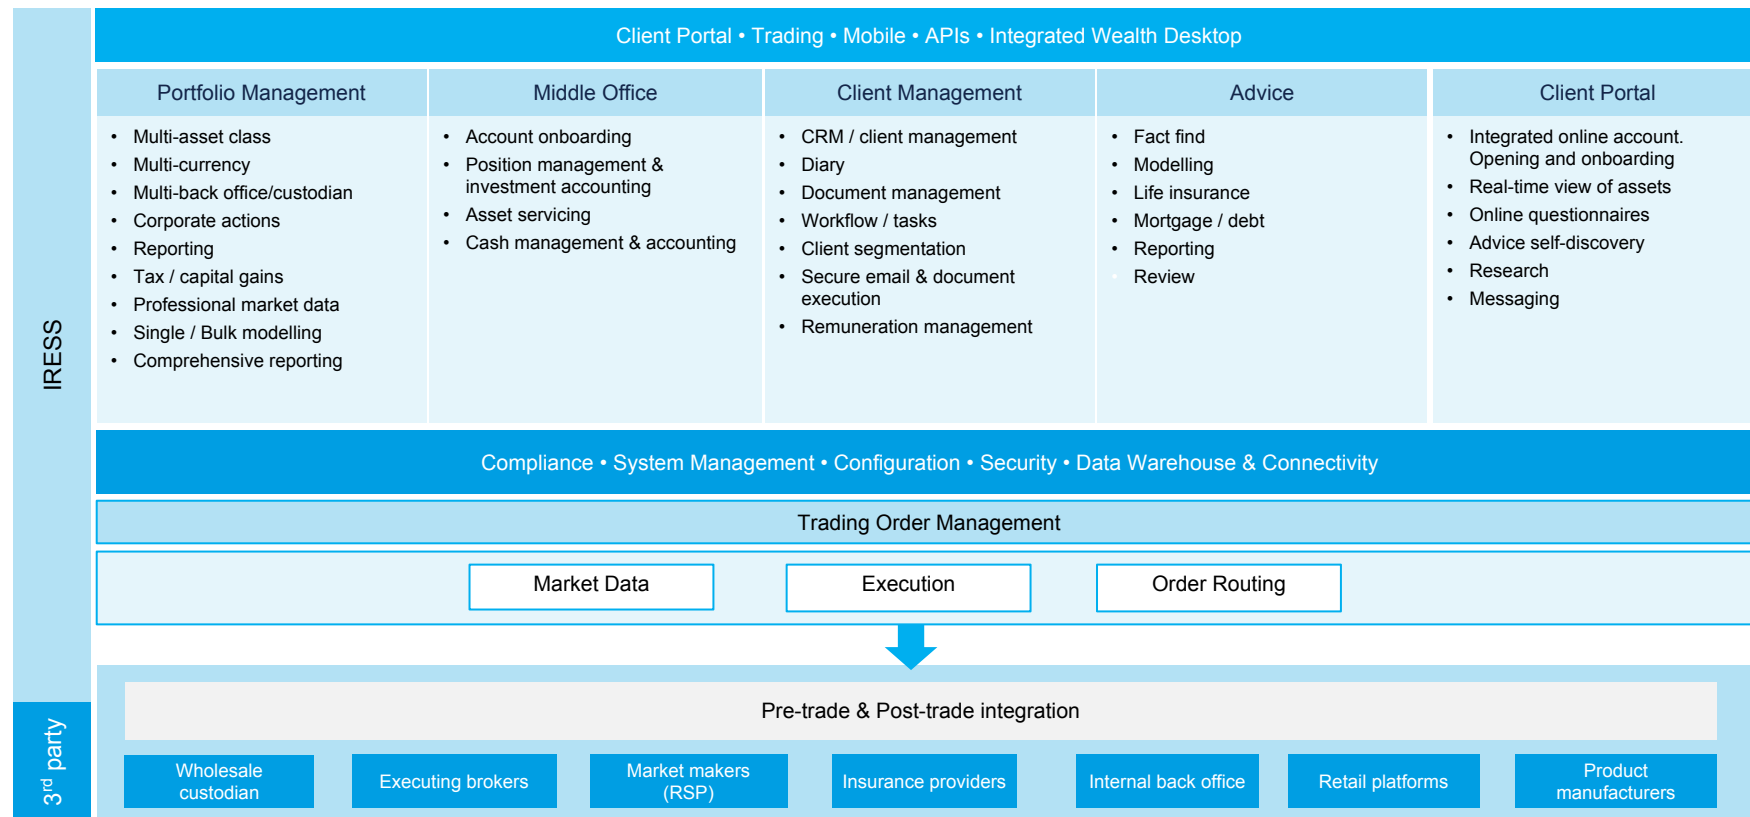 Client Portal • Trading • Mobile • APIs • Integrated Wealth Desktop
IRESS
Portfolio Management
• Multi-asset class
• Multi-currency
• Multi-back office/custodian
• Corporate actions
• Reporting
• Tax / capital gains
• Professional market data
• Single / Bulk modelling
• Comprehensive reporting
Middle Office
• Account onboarding
• Position management &
investment accounting
• Asset servicing
• Cash management & accounting
Client Management
• CRM / client management
• Diary
• Document management
• Workflow / tasks
• Client segmentation
• Secure email & document
execution
• Remuneration management
Advice
• Fact find
• Modelling
• Life insurance
• Mortgage / debt
• Reporting
• Review
Client Portal
• Integrated online account.
Opening and onboarding
• Real-time view of assets
• Online questionnaires
• Advice self-discovery
• Research
• Messaging
Compliance • System Management • Configuration • Security • Data Warehouse & Connectivity
Trading Order Management
Market Data
Execution
Order Routing
3rd party
Pre-trade & Post-trade integration
Wholesale
custodian
Executing brokers
Market makers
(RSP)
Insurance providers
Internal back office
Retail platforms
Product
manufacturers